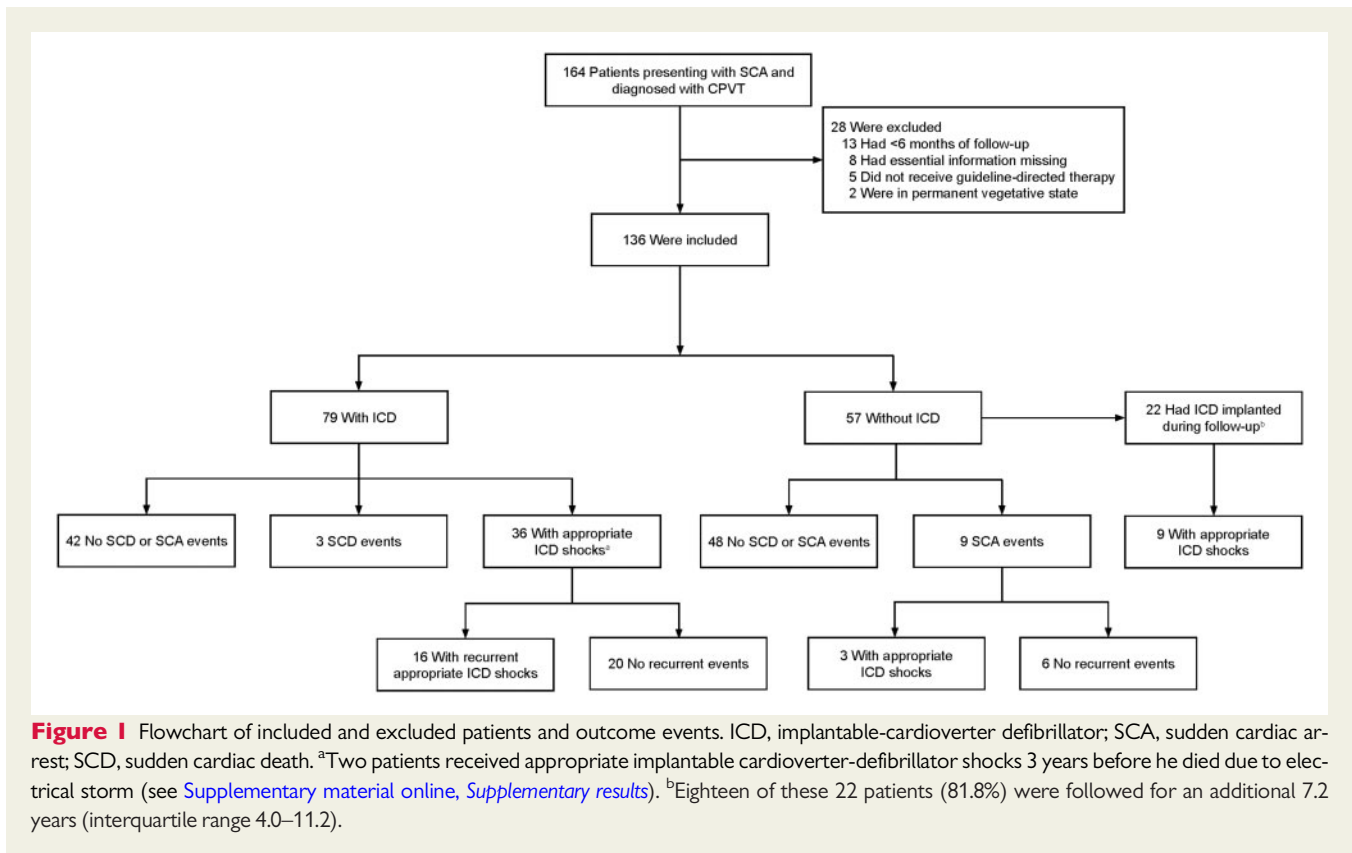 164 Patients presenting with SCA and
diagnosed with CPVT
28 Were excluded
13 Had <6 months of follow-up
8 Had essential information missing
5 Did not receive guideline-directed therapy
2 Were in permanent vegetative state
136 Were included
79 With ICD
57 Without ICD
22 Had ICD implanted
during follow-upᵇ
42 No SCD or SCA events
3 SCD events
36 With appropriate
ICD shocksᵃ
48 No SCD or SCA events
9 SCA events
9 With appropriate
ICD shocks
16 With recurrent
appropriate ICD shocks
20 No recurrent events
3 With appropriate
ICD shocks
6 No recurrent events
Figure 1 Flowchart of included and excluded patients and outcome events. ICD, implantable-cardioverter defibrillator; SCA, sudden cardiac ar-
rest; SCD, sudden cardiac death. ᵃTwo patients received appropriate implantable cardioverter-defibrillator shocks 3 years before he died due to elec-
trical storm (see Supplementary material online, Supplementary results). ᵇEighteen of these 22 patients (81.8%) were followed for an additional 7.2
years (interquartile range 4.0–11.2).